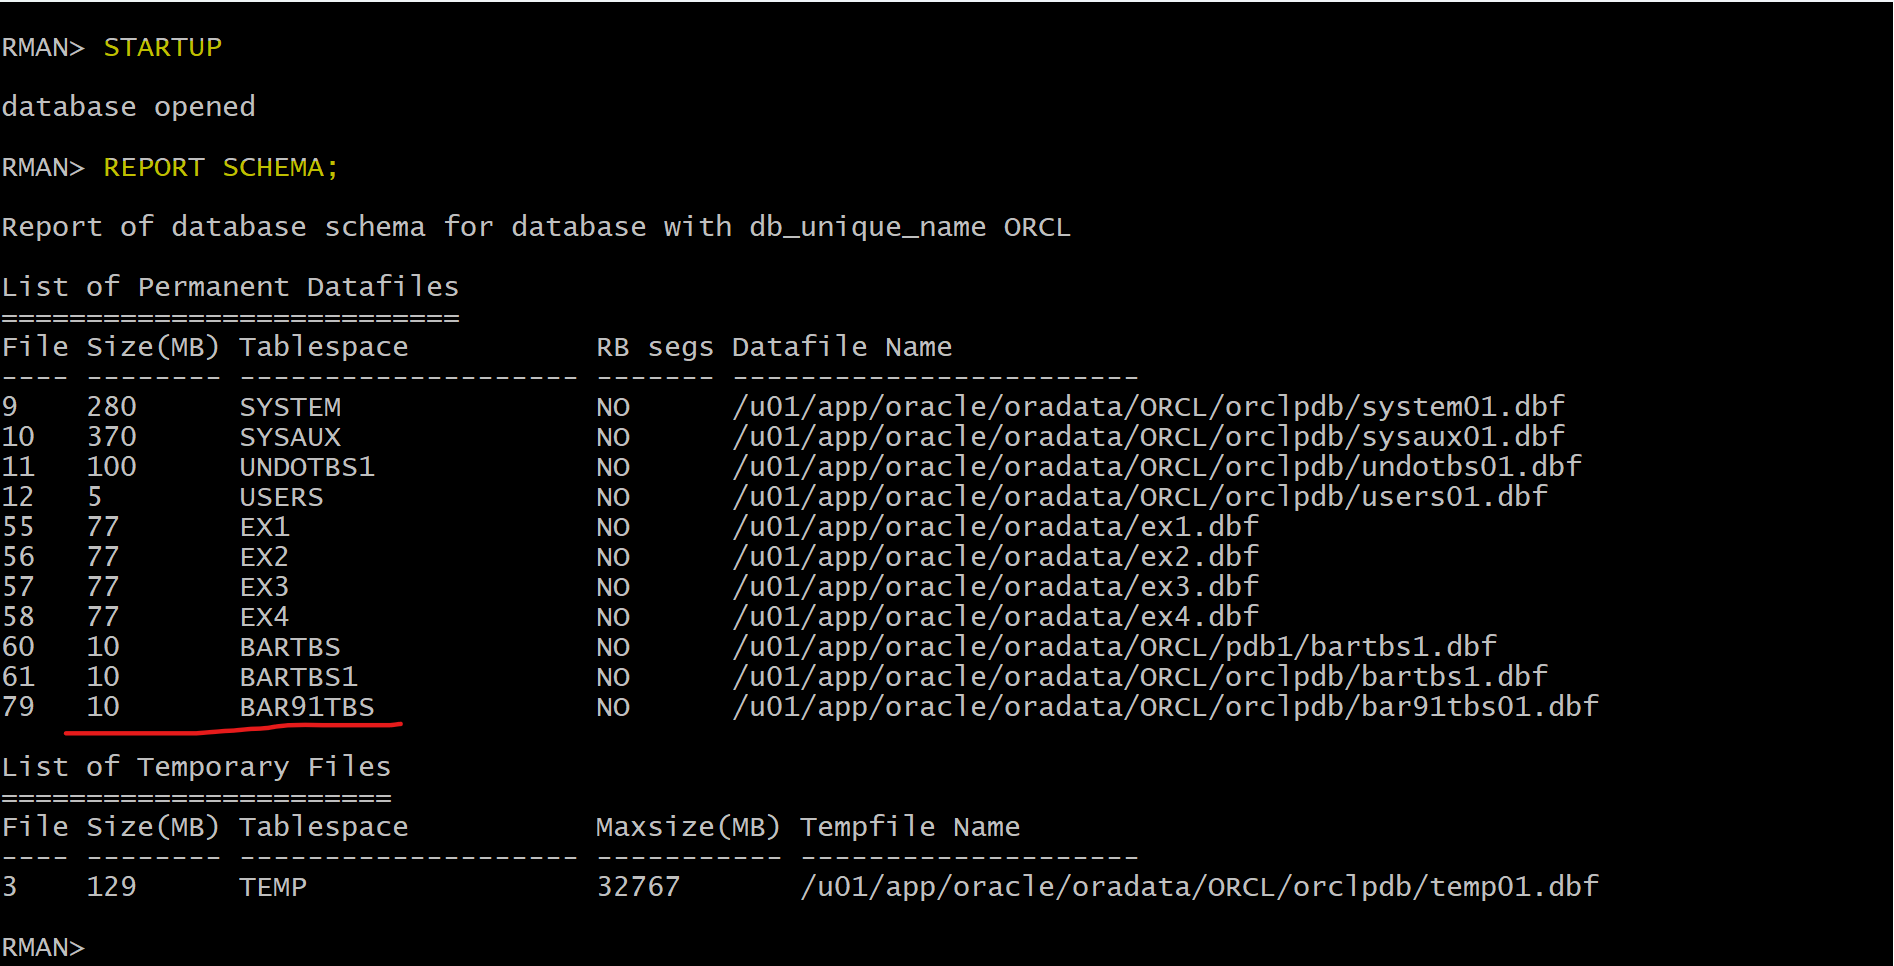 RMAN> STARTUP
database opened
RMAN> REPORT SCHEMA;
Report of database schema for database with db_unique_name ORCL
List of Permanent Datafiles
===========================
File Size(MB) Tablespace           RB segs Datafile Name
---- -------- -------------------- ------- ------------------------
9    280      SYSTEM               NO      /u01/app/oracle/oradata/ORCL/orclpdb/system01.dbf
10   370      SYSAUX               NO      /u01/app/oracle/oradata/ORCL/orclpdb/sysaux01.dbf
11   100      UNDOTBS1             NO      /u01/app/oracle/oradata/ORCL/orclpdb/undotbs01.dbf
12   5        USERS                NO      /u01/app/oracle/oradata/ORCL/orclpdb/users01.dbf
55   77       EX1                  NO      /u01/app/oracle/oradata/ex1.dbf
56   77       EX2                  NO      /u01/app/oracle/oradata/ex2.dbf
57   77       EX3                  NO      /u01/app/oracle/oradata/ex3.dbf
58   77       EX4                  NO      /u01/app/oracle/oradata/ex4.dbf
60   10       BARTBS               NO      /u01/app/oracle/oradata/ORCL/pdb1/bartbs1.dbf
61   10       BARTBS1              NO      /u01/app/oracle/oradata/ORCL/orclpdb/bartbs1.dbf
79   10       BAR91TBS             NO      /u01/app/oracle/oradata/ORCL/orclpdb/bar91tbs01.dbf
List of Temporary Files
=======================
File Size(MB) Tablespace           Maxsize(MB) Tempfile Name
---- -------- -------------------- ----------- --------------------
3    129      TEMP                 32767       /u01/app/oracle/oradata/ORCL/orclpdb/temp01.dbf
RMAN>